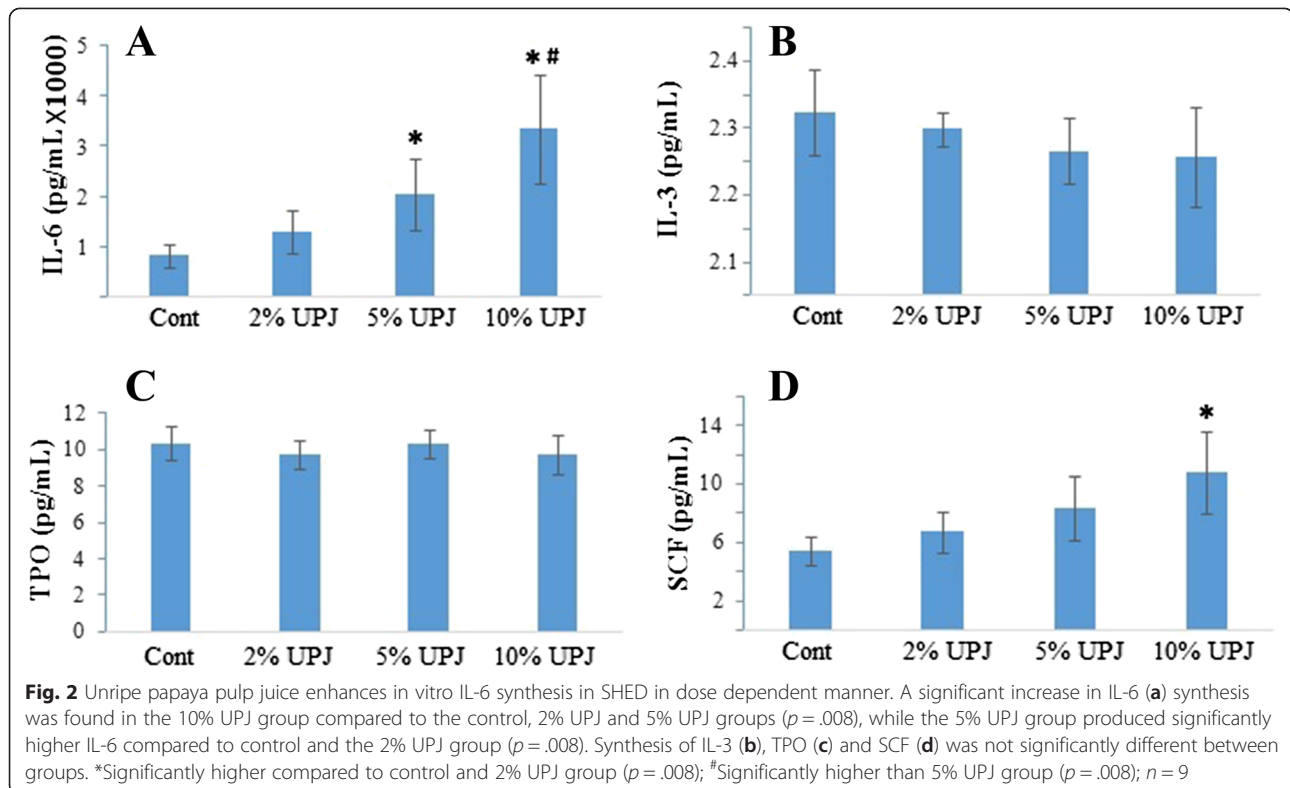 A
IL-6 (pg/mL X1000)
5
4
3
2
1
*
* #
Cont 2% UPJ 5% UPJ 10% UPJ
B
IL-3 (pg/mL)
2.4
2.3
2.2
2.1
Cont 2% UPJ 5% UPJ 10% UPJ
C
TPO (pg/mL)
12
10
8
6
4
2
0
Cont 2% UPJ 5% UPJ 10% UPJ
D
SCF (pg/mL)
14
10
6
2
*
Cont 2% UPJ 5% UPJ 10% UPJ
Fig. 2 Unripe papaya pulp juice enhances in vitro IL-6 synthesis in SHED in dose dependent manner. A significant increase in IL-6 (a) synthesis
was found in the 10% UPJ group compared to the control, 2% UPJ and 5% UPJ groups (p = .008), while the 5% UPJ group produced significantly
higher IL-6 compared to control and the 2% UPJ group (p = .008). Synthesis of IL-3 (b), TPO (c) and SCF (d) was not significantly different between
groups. *Significantly higher compared to control and 2% UPJ group (p = .008); #Significantly higher than 5% UPJ group (p = .008); n = 9